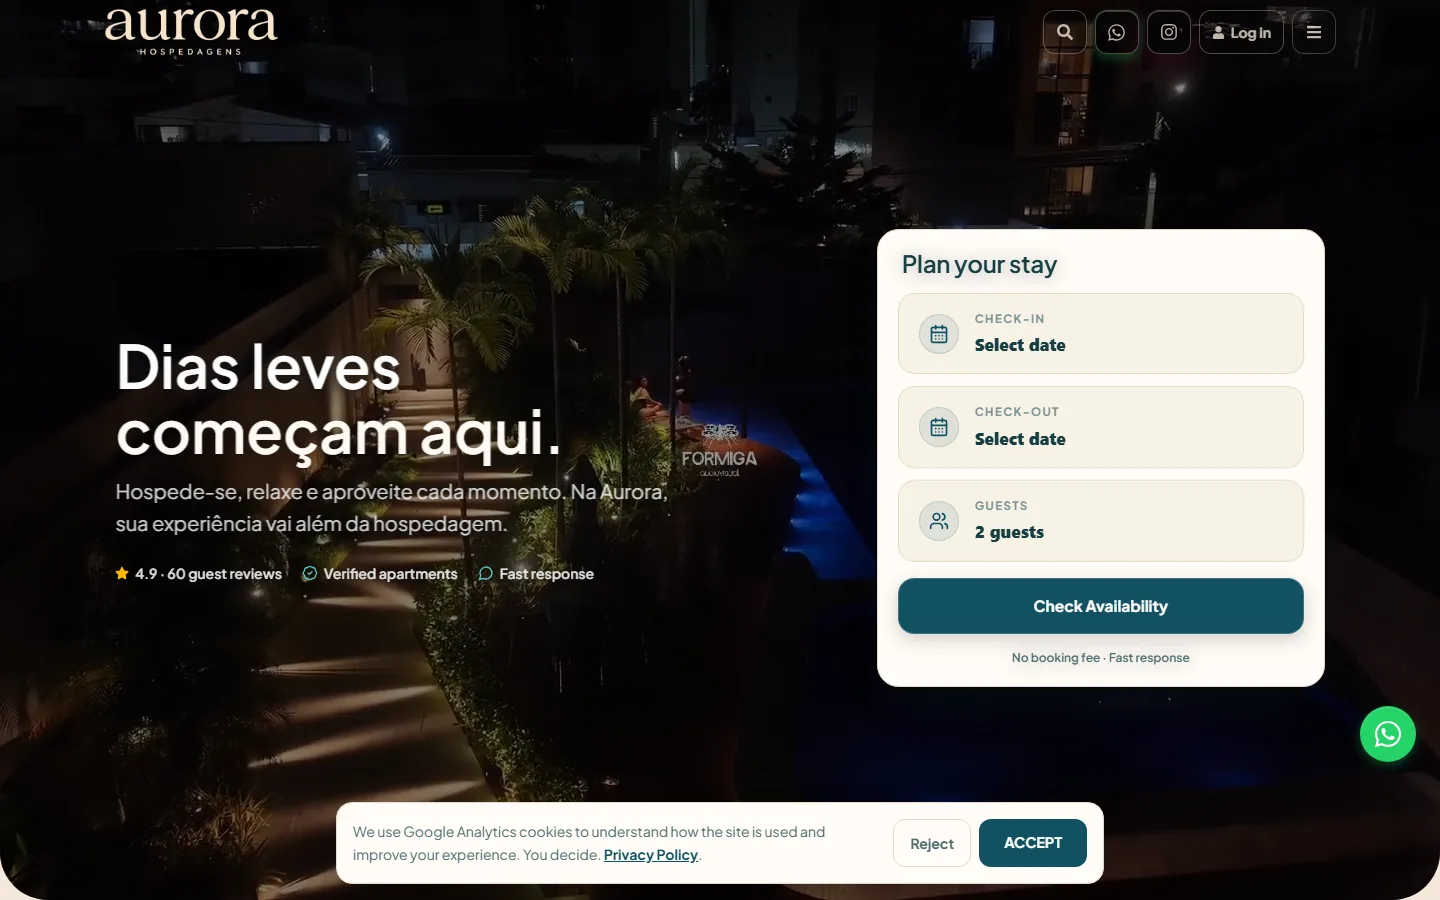 aurora
HOSPEDAGENS
Log in
Dias leves
começam aqui.
Hospede-se, relaxe e aproveite cada momento. Na Aurora,
sua experiência vai além da hospedagem.
4.9 · 60 guest reviews
Verified apartments
Fast response
FORMIGA
audiovisual
Plan your stay
CHECK-IN
Select date
CHECK-OUT
Select date
GUESTS
2 guests
Check Availability
No booking fee · Fast response
We use Google Analytics cookies to understand how the site is used and
improve your experience. You decide. Privacy Policy.
Reject
ACCEPT